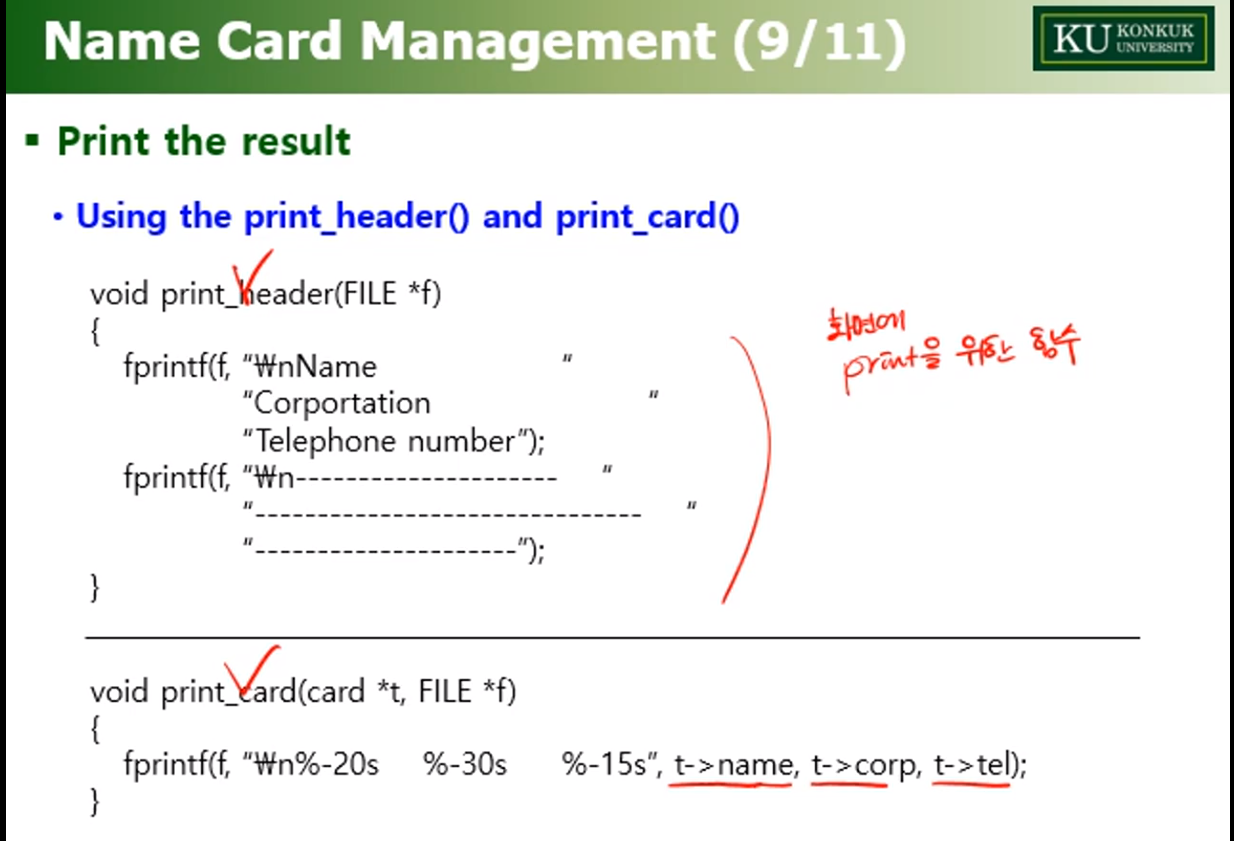 Name Card Management (9/11)
KU KONKUK
UNIVERSITY
▪ Print the result
• Using the print_header() and print_card()
void print_header(FILE *f)
{
fprintf(f, “₩nName                    “
“Corportation                         “
“Telephone number”);
fprintf(f, “₩n---------------------     “
“-------------------------------     “
“---------------------”);
}
화면에
print을 위한 함수
void print_card(card *t, FILE *f)
{
fprintf(f, “₩n%-20s    %-30s     %-15s”, t->name, t->corp, t->tel);
}